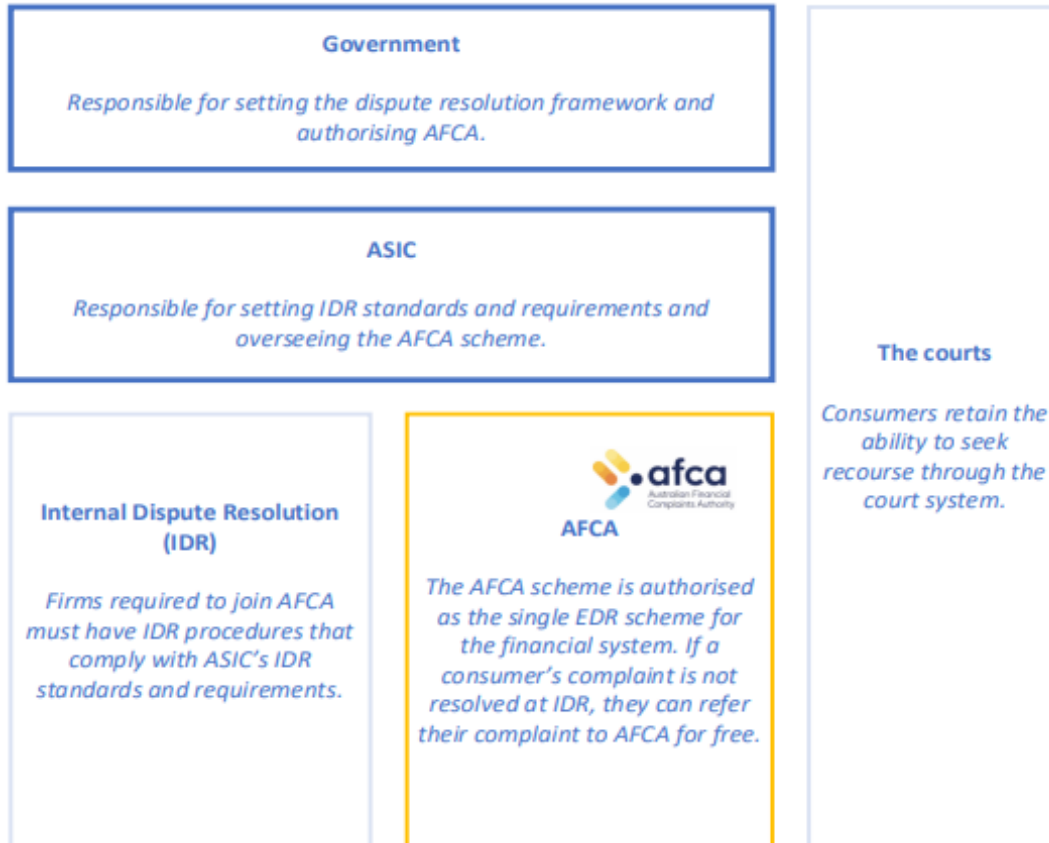 Government
Responsible for setting the dispute resolution framework and
authorising AFCA.
ASIC
Responsible for setting IDR standards and requirements and
overseeing the AFCA scheme.
Internal Dispute Resolution
(IDR)
Firms required to join AFCA
must have IDR procedures that
comply with ASIC's IDR
standards and requirements.
afca
Australian Financial
Complaints Authority
AFCA
The AFCA scheme is authorised
as the single EDR scheme for
the financial system. If a
consumer's complaint is not
resolved at IDR, they can refer
their complaint to AFCA for free.
The courts
Consumers retain the
ability to seek
recourse through the
court system.